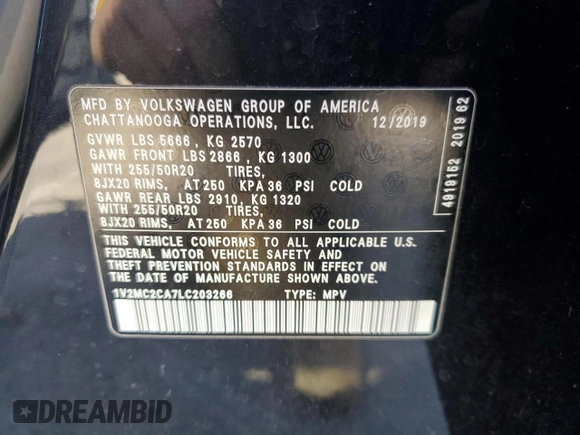 MFD BY VOLKSWAGEN GROUP OF AMERICA
CHATTANOOGA OPERATIONS, LLC. 12/2019
GVWR LBS 5666 , KG 2570
GAWR FRONT LBS 2866 , KG 1300
WITH 255/50R20 TIRES,
8JX20 RIMS, AT 250 KPA 36 PSI COLD
GAWR REAR LBS 2910, KG 1320
WITH 255/50R20 TIRES,
8JX20 RIMS, AT 250 KPA 36 PSI COLD
THIS VEHICLE CONFORMS TO ALL APPLICABLE U.S.
FEDERAL MOTOR VEHICLE SAFETY BUMPER AND
THEFT PREVENTION STANDARDS IN EFFECT ON
THE DATE OF MANUFACTURE SHOWN ABOVE.
1V2MC2CA7LC203266 TYPE: MPV
4919152 2019 62
DREAMBID